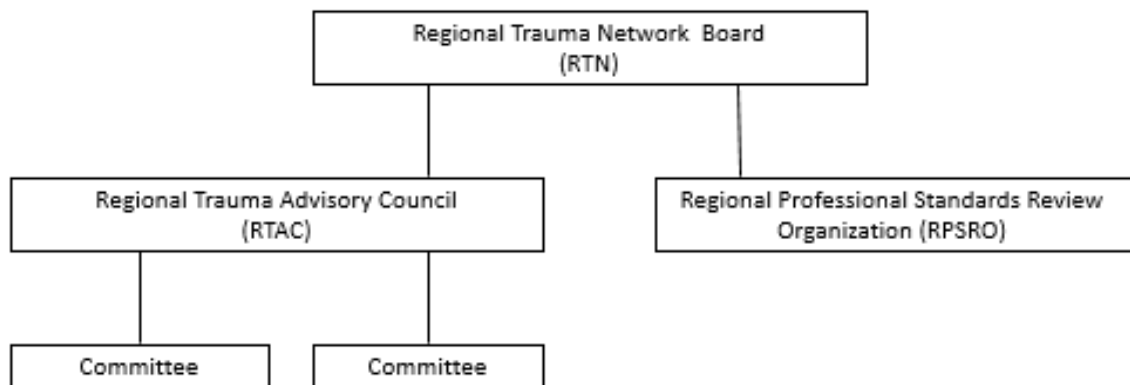 Regional Trauma Network  Board
(RTN)
Regional Trauma Advisory Council
(RTAC)
Regional Professional Standards Review
Organization (RPSRO)
Committee
Committee